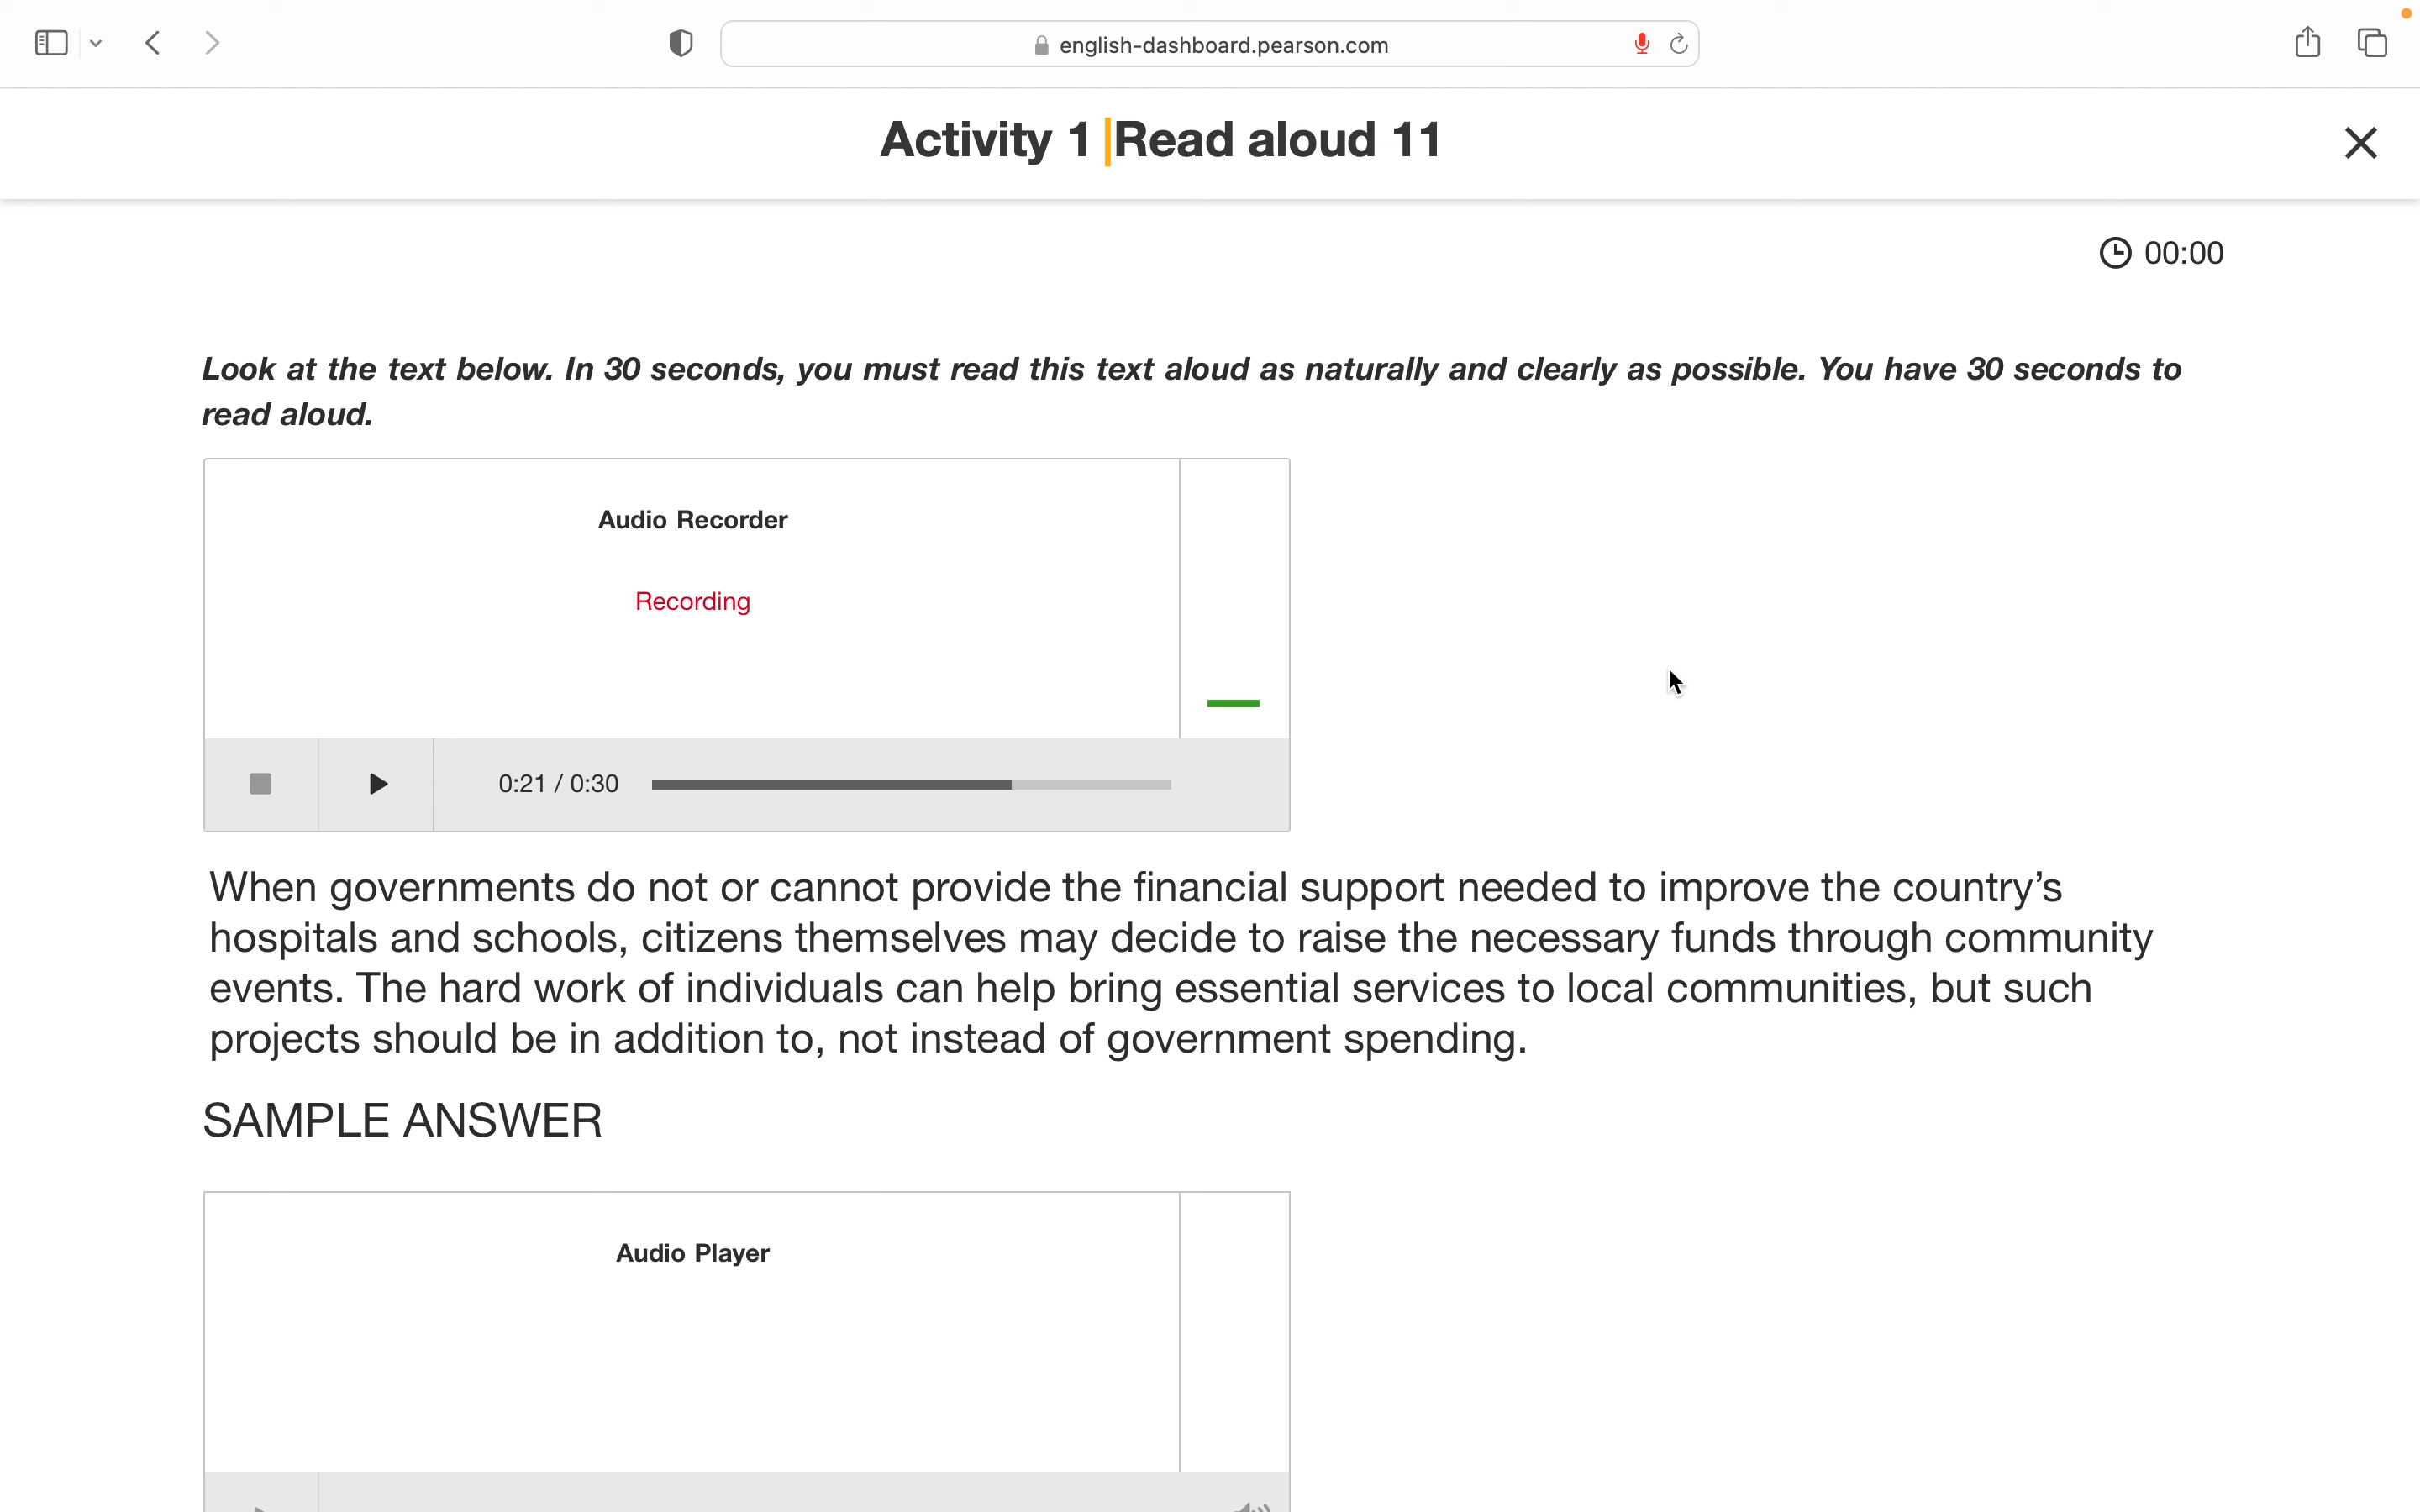 english-dashboard.pearson.com
Activity 1 Read aloud 11
00:00
Look at the text below. In 30 seconds, you must read this text aloud as naturally and clearly as possible. You have 30 seconds to
read aloud.
Audio Recorder
Recording
0:21 / 0:30
When governments do not or cannot provide the financial support needed to improve the country's
hospitals and schools, citizens themselves may decide to raise the necessary funds through community
events. The hard work of individuals can help bring essential services to local communities, but such
projects should be in addition to, not instead of government spending.
SAMPLE ANSWER
Audio Player